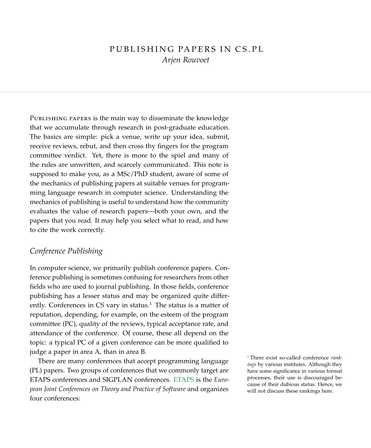 PUBLISHING PAPERS IN CS.PL
Arjen Rouvoet
PUBLISHING PAPERS is the main way to disseminate the knowledge
that we accumulate through research in post-graduate education.
The basics are simple: pick a venue, write up your idea, submit,
receive reviews, rebut, and then cross thy fingers for the program
committee verdict. Yet, there is more to the spiel and many of
the rules are unwritten, and scarcely communicated. This note is
supposed to make you, as a MSc/PhD student, aware of some of
the mechanics of publishing papers at suitable venues for program-
ming language research in computer science. Understanding the
mechanics of publishing is useful to understand how the community
evaluates the value of research papers—both your own, and the
papers that you read. It may help you select what to read, and how
to cite the work correctly.
Conference Publishing
In computer science, we primarily publish conference papers. Con-
ference publishing is sometimes confusing for researchers from other
fields who are used to journal publishing. In those fields, conference
publishing has a lesser status and may be organized quite differ-
ently. Conferences in CS vary in status.¹ The status is a matter of
reputation, depending, for example, on the esteem of the program
committee (PC), quality of the reviews, typical acceptance rate, and
attendance of the conference. Of course, these all depend on the
topic: a typical PC of a given conference can be more qualified to
judge a paper in area A, than in area B.
There are many conferences that accept programming language
(PL) papers. Two groups of conferences that we commonly target are
ETAPS conferences and SIGPLAN conferences. ETAPS is the Euro-
pean Joint Conferences on Theory and Practice of Software and organizes
four conferences:
¹ There exist so-called conference rank-
ings by various institutes. Although they
have some significance in various formal
processes, their use is discouraged be-
cause of their dubious status. Hence, we
will not discuss these rankings here.